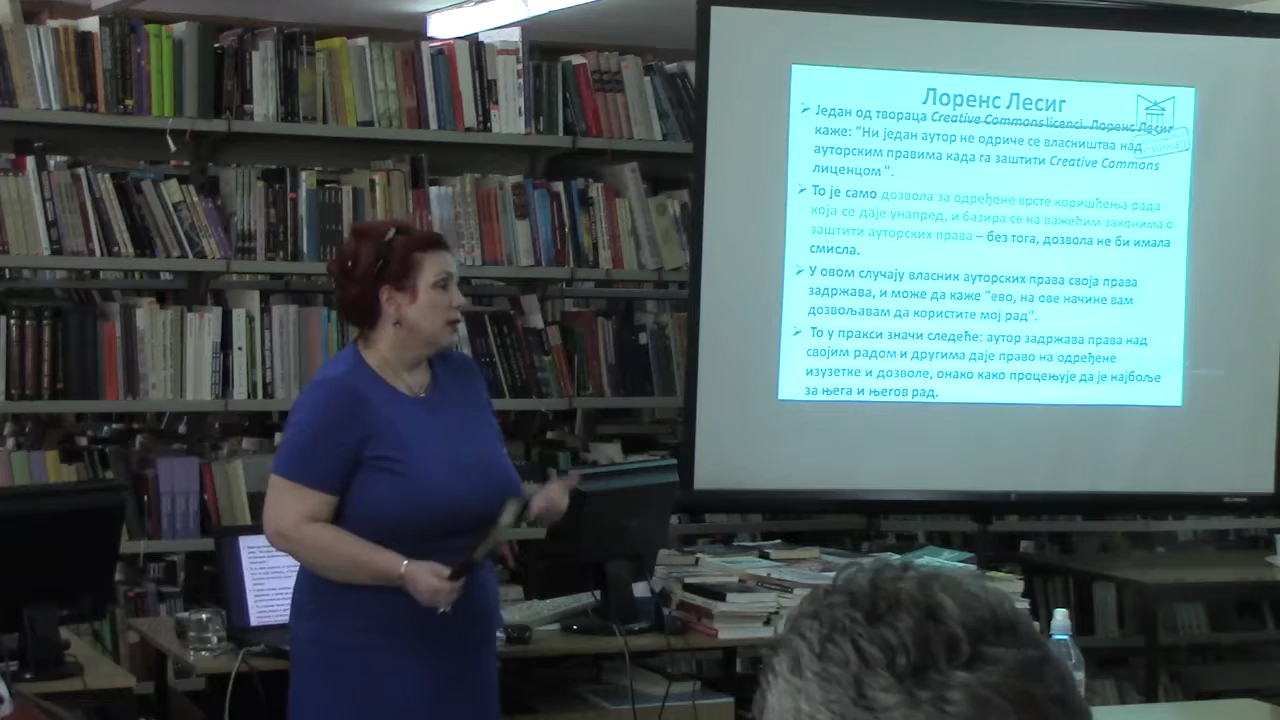 Лоренс Лесиг
Један од твораца Creative Commons licenci, Лоренс Лесиг
каже: "Ни један аутор не одриче се власништва над
ауторским правима када га заштити Creative Commons
лиценцом".
То је само дозвола за одређене врсте коришћења рада
која се даје унапред, и базира се на важећим законима о
заштити ауторских права – без тога, дозвола не би имала
смисла.
У овом случају власник ауторских права своја права
задржава, и може да каже "ево, на ове начине вам
дозвољавам да користите мој рад".
То у пракси значи следеће: аутор задржава права над
својим радом и другима даје право на одређене
изузетке и дозволе, онако како процењује да је најбоље
за њега и његов рад.